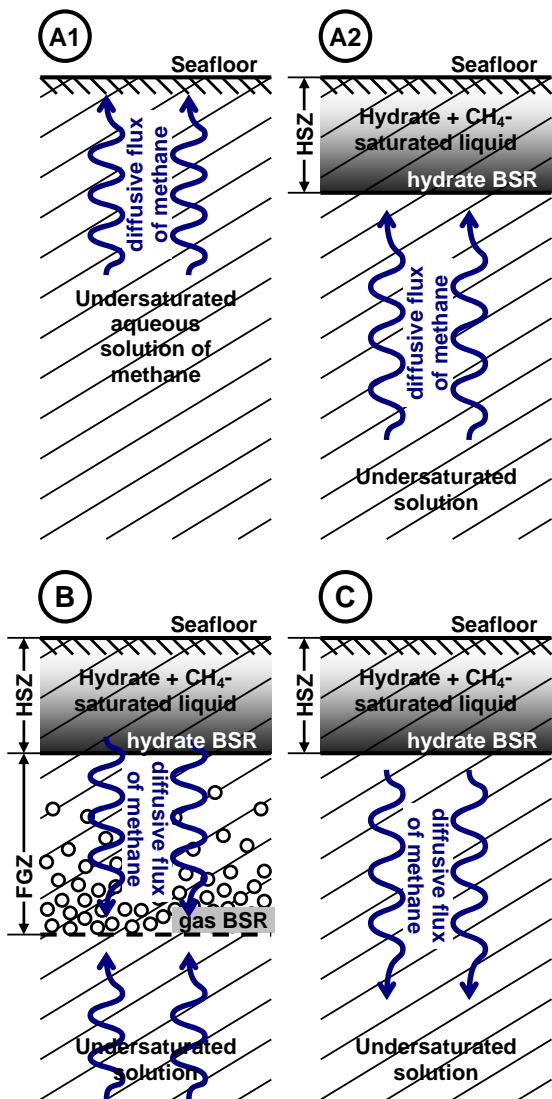 A1
Seafloor
diffusive flux
of methane
Undersaturated
aqueous
solution of
methane
A2
Seafloor
HSZ
Hydrate + CH₄-
saturated liquid
hydrate BSR
diffusive flux
of methane
Undersaturated
solution
B
Seafloor
HSZ
Hydrate + CH₄-
saturated liquid
hydrate BSR
FGZ
diffusive flux
of methane
gas BSR
Undersaturated
solution
C
Seafloor
HSZ
Hydrate + CH₄-
saturated liquid
hydrate BSR
diffusive flux
of methane
Undersaturated
solution